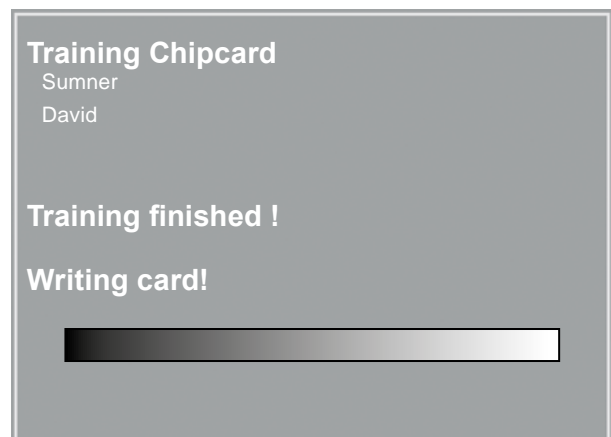 Training Chipcard
Sumner
David
Training finished !
Writing card!